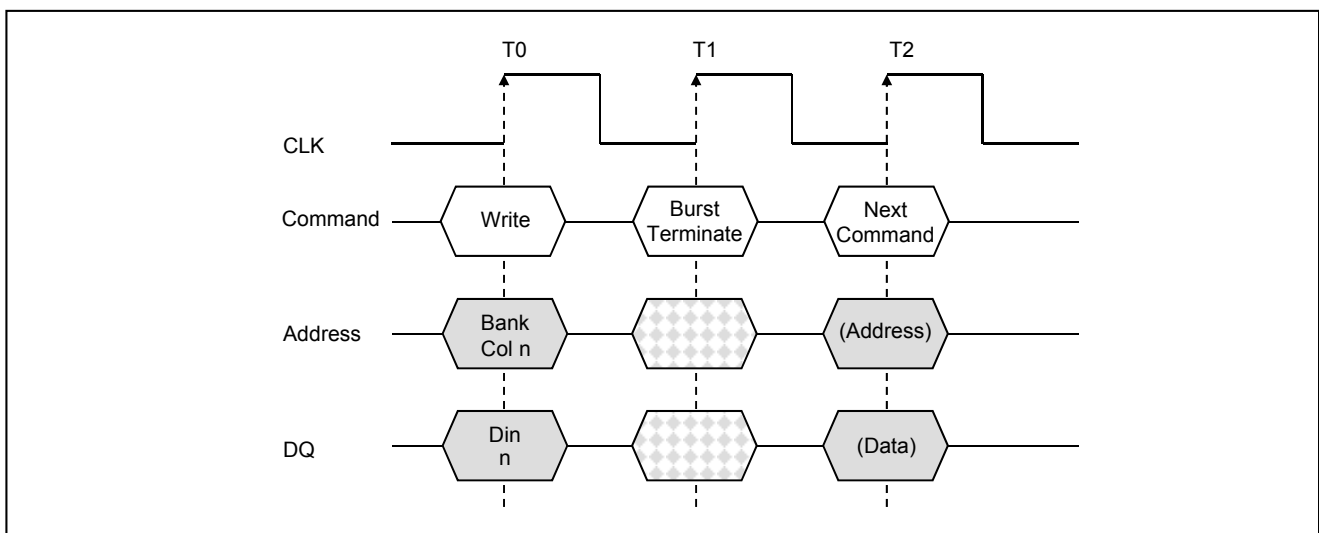 T0 T1 T2
CLK
Command Write Burst Terminate Next Command
Address Bank Col n (Address)
DQ Din n (Data)